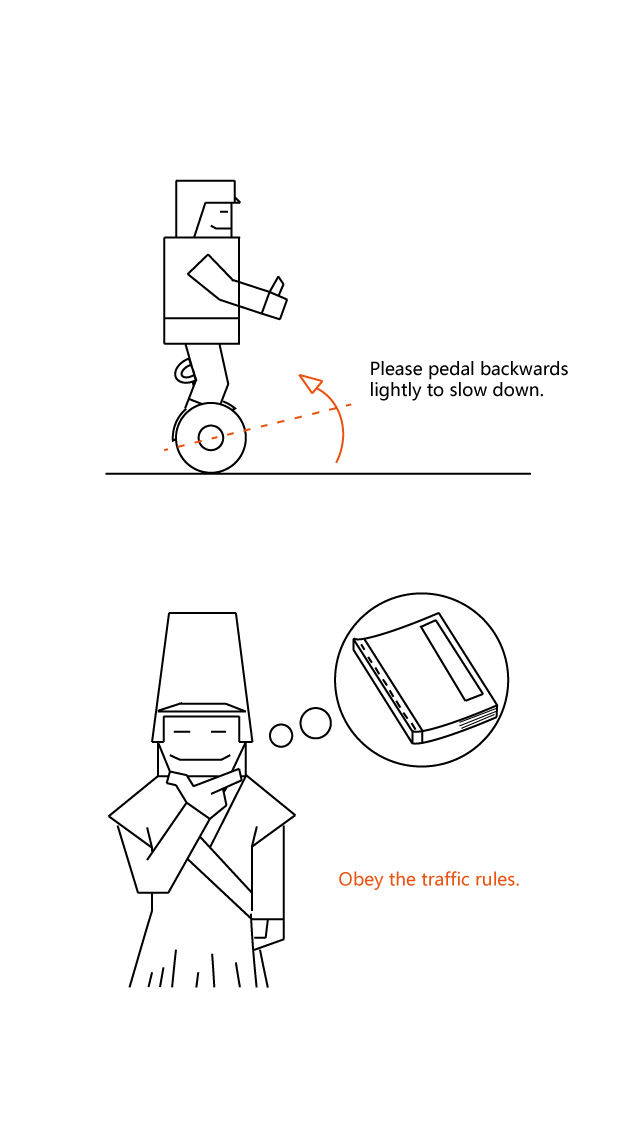 Please pedal backwards
lightly to slow down.
Obey the traffic rules.